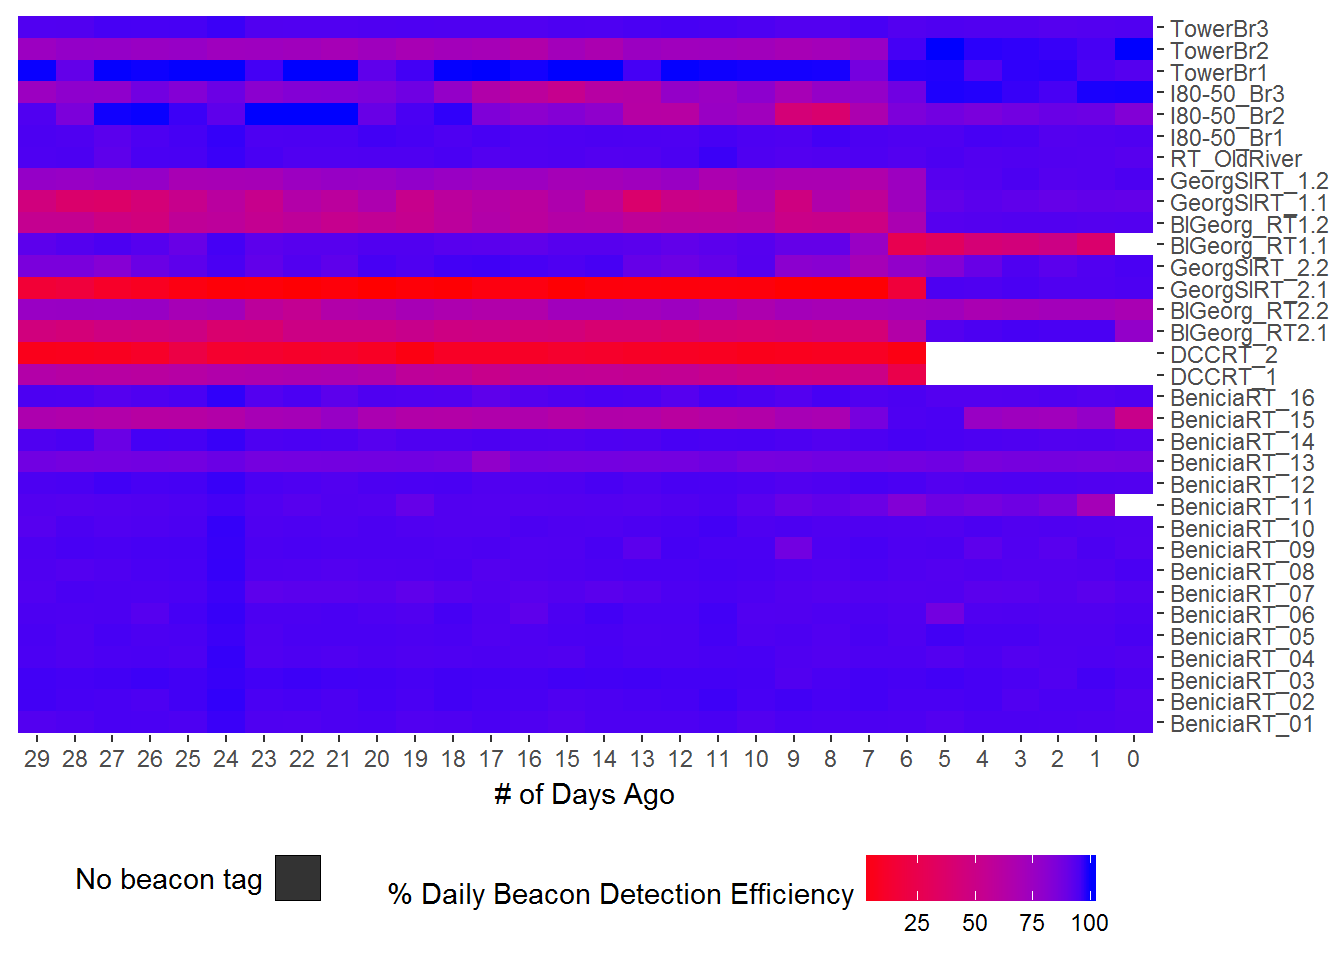 TowerBr3
TowerBr2
TowerBr1
I80-50_Br3
I80-50_Br2
I80-50_Br1
RT_OldRiver
GeorgSlRT_1.2
GeorgSlRT_1.1
BlGeorg_RT1.2
BlGeorg_RT1.1
GeorgSlRT_2.2
GeorgSlRT_2.1
BlGeorg_RT2.2
BlGeorg_RT2.1
DCCRT_2
DCCRT_1
BeniciaRT_16
BeniciaRT_15
BeniciaRT_14
BeniciaRT_13
BeniciaRT_12
BeniciaRT_11
BeniciaRT_10
BeniciaRT_09
BeniciaRT_08
BeniciaRT_07
BeniciaRT_06
BeniciaRT_05
BeniciaRT_04
BeniciaRT_03
BeniciaRT_02
BeniciaRT_01
29 28 27 26 25 24 23 22 21 20 19 18 17 16 15 14 13 12 11 10 9 8 7 6 5 4 3 2 1 0
# of Days Ago
No beacon tag
% Daily Beacon Detection Efficiency
25 50 75 100